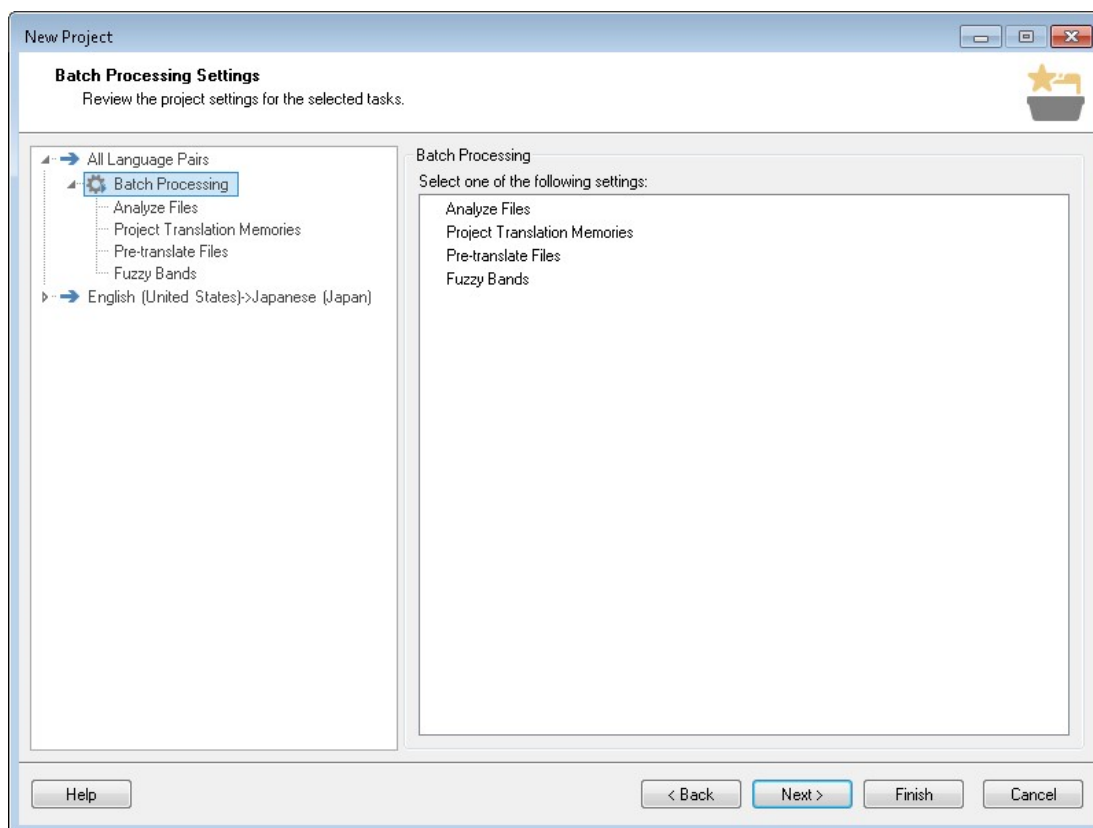 New Project
Batch Processing Settings
Review the project settings for the selected tasks.
All Language Pairs
Batch Processing
Analyze Files
Project Translation Memories
Pre-translate Files
Fuzzy Bands
English (United States)->Japanese (Japan)
Batch Processing
Select one of the following settings:
Analyze Files
Project Translation Memories
Pre-translate Files
Fuzzy Bands
Help
< Back
Next >
Finish
Cancel